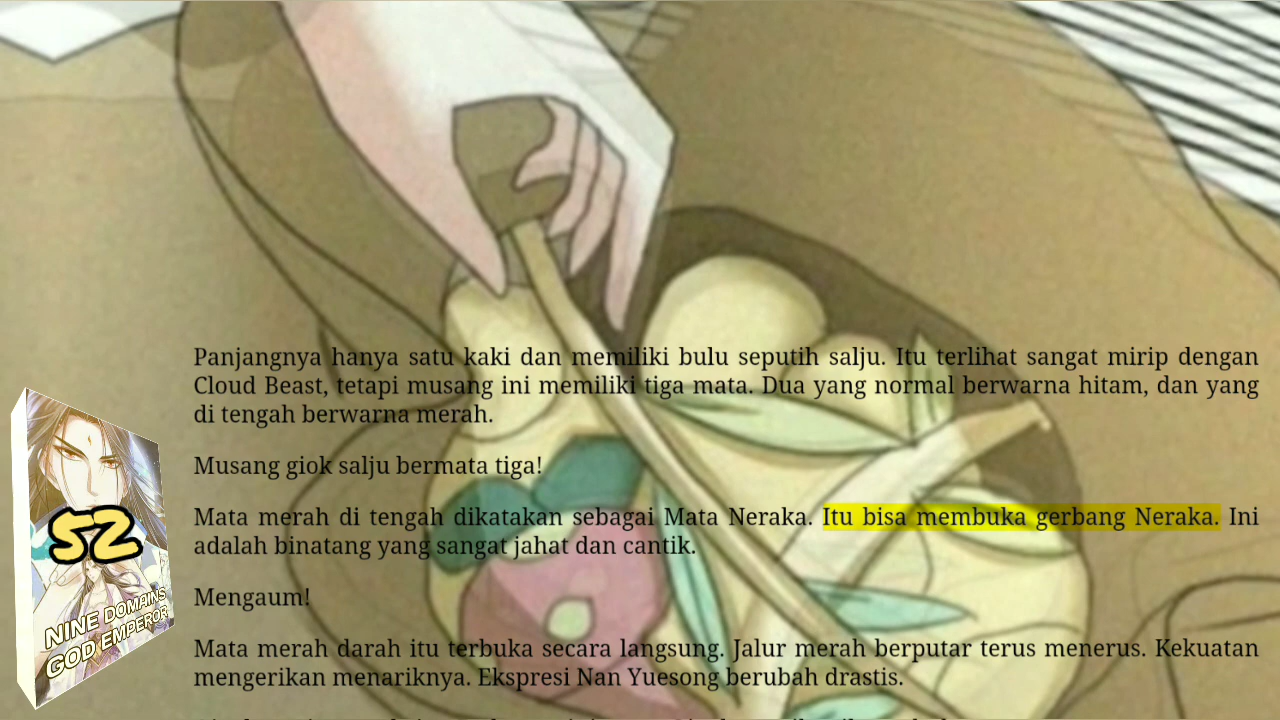 Panjangnya hanya satu kaki dan memiliki bulu seputih salju. Itu terlihat sangat mirip dengan
Cloud Beast, tetapi musang ini memiliki tiga mata. Dua yang normal berwarna hitam, dan yang
di tengah berwarna merah.
Musang giok salju bermata tiga!
Mata merah di tengah dikatakan sebagai Mata Neraka. Itu bisa membuka gerbang Neraka. Ini
adalah binatang yang sangat jahat dan cantik.
Mengaum!
Mata merah darah itu terbuka secara langsung. Jalur merah berputar terus menerus. Kekuatan
mengerikan menariknya. Ekspresi Nan Yuesong berubah drastis.
52
NINE DOMAINS
GOD EMPEROR